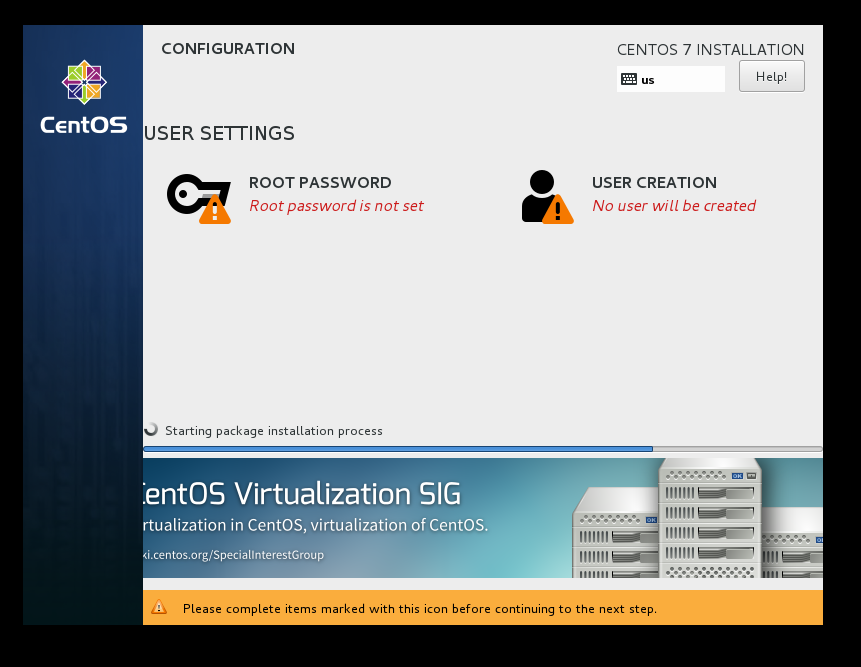 CentOS
CONFIGURATION
CENTOS 7 INSTALLATION
us
Help!
USER SETTINGS
ROOT PASSWORD
Root password is not set
USER CREATION
No user will be created
Starting package installation process
CentOS Virtualization SIG
rtualization in CentOS, virtualization of CentOS.
ki.centos.org/SpecialInterestGroup
Please complete items marked with this icon before continuing to the next step.